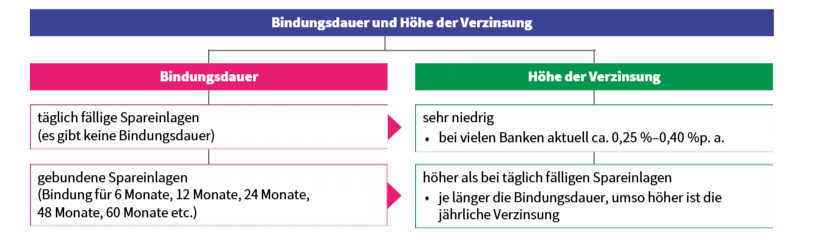 Bindungsdauer und Höhe der Verzinsung
Bindungsdauer
Höhe der Verzinsung
täglich fällige Spareinlagen
(es gibt keine Bindungsdauer)
sehr niedrig
• bei vielen Banken aktuell ca. 0,25 %–0,40 %p. a.
gebundene Spareinlagen
(Bindung für 6 Monate, 12 Monate, 24 Monate,
48 Monate, 60 Monate etc.)
höher als bei täglich fälligen Spareinlagen
• je länger die Bindungsdauer, umso höher ist die
jährliche Verzinsung